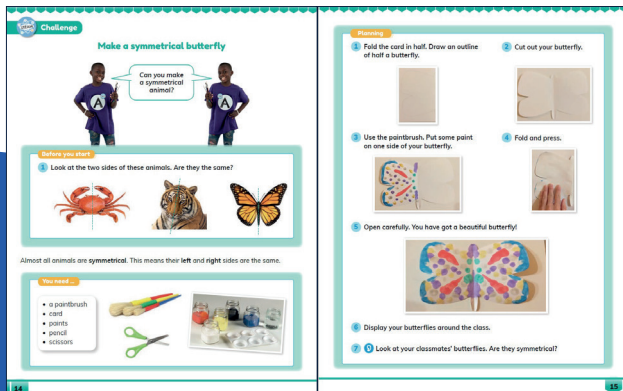 STEAM
Challenge
Make a symmetrical butterfly
Can you make
a symmetrical
animal?
A
A
Before you start
1 Look at the two sides of these animals. Are they the same?
Almost all animals are symmetrical. This means their left and right sides are the same.
You need ...
• a paintbrush
• card
• paints
• pencil
• scissors
14
Planning
1 Fold the card in half. Draw an outline
of half a butterfly.
2 Cut out your butterfly.
3 Use the paintbrush. Put some paint
on one side of your butterfly.
4 Fold and press.
5 Open carefully. You have got a beautiful butterfly!
6 Display your butterflies around the class.
7 Look at your classmates' butterflies. Are they symmetrical?
15